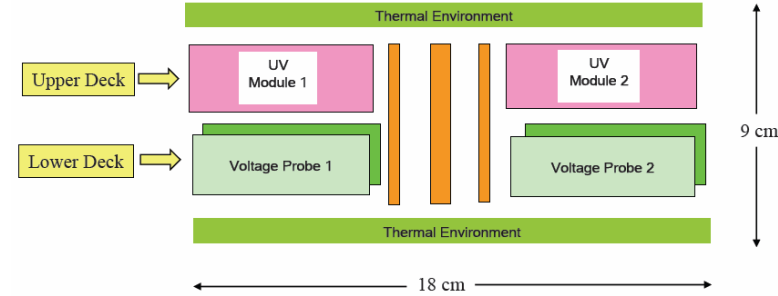 Thermal Environment
UV
Module 1
UV
Module 2
Upper Deck
9 cm
Lower Deck
Voltage Probe 1
Voltage Probe 2
Thermal Environment
18 cm